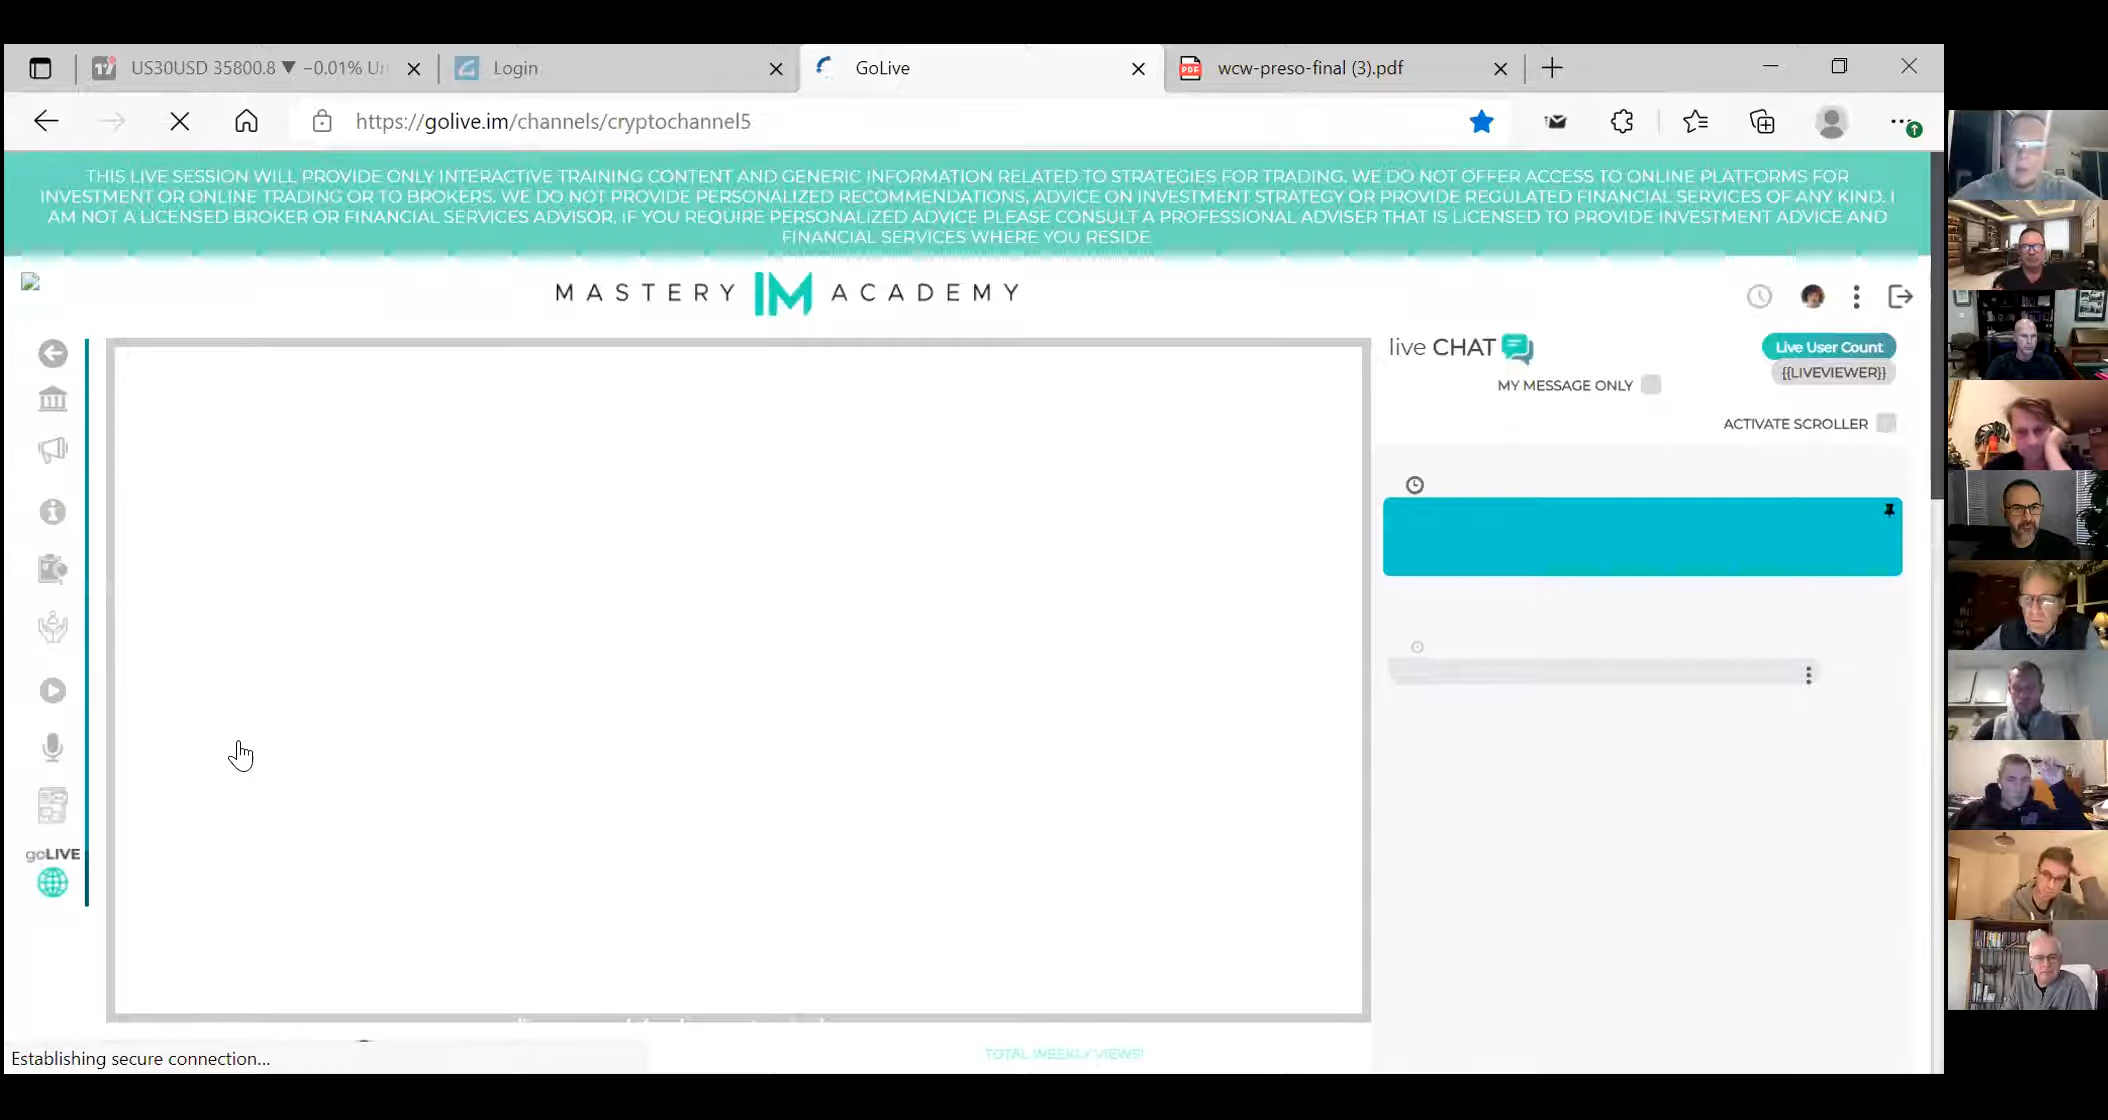 US30USD 35800.8 ▼ −0.01% Un
Login
GoLive
wcw-preso-final (3).pdf
https://golive.im/channels/cryptochannel5
THIS LIVE SESSION WILL PROVIDE ONLY INTERACTIVE TRAINING CONTENT AND GENERIC INFORMATION RELATED TO STRATEGIES FOR TRADING. WE DO NOT OFFER ACCESS TO ONLINE PLATFORMS FOR
INVESTMENT OR ONLINE TRADING OR TO BROKERS. WE DO NOT PROVIDE PERSONALIZED RECOMMENDATIONS, ADVICE ON INVESTMENT STRATEGY OR PROVIDE REGULATED FINANCIAL SERVICES OF ANY KIND. I
AM NOT A LICENSED BROKER OR FINANCIAL SERVICES ADVISOR, IF YOU REQUIRE PERSONALIZED ADVICE PLEASE CONSULT A PROFESSIONAL ADVISER THAT IS LICENSED TO PROVIDE INVESTMENT ADVICE AND
FINANCIAL SERVICES WHERE YOU RESIDE.
MASTERY IM ACADEMY
live CHAT
Live User Count
{{LIVEVIEWER}}
MY MESSAGE ONLY
ACTIVATE SCROLLER
goLIVE
TOTAL WEEKLY VIEWS!
Establishing secure connection...